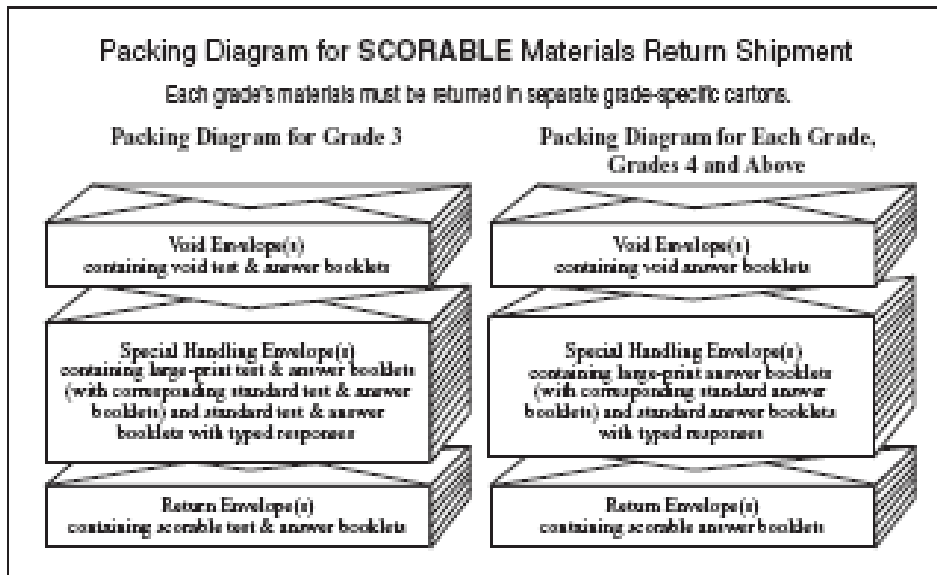 Packing Diagram for SCORABLE Materials Return Shipment
Each grade's materials must be returned in separate grade-specific cartons.
Packing Diagram for Grade 3
Void Envelope(s)
containing void test & answer booklets
Special Handling Envelope(s)
containing large-print test & answer booklets
(with corresponding standard test & answer
booklets) and standard test & answer
booklets with typed responses
Return Envelope(s)
containing scorable test & answer booklets
Packing Diagram for Each Grade,
Grades 4 and Above
Void Envelope(s)
containing void answer booklets
Special Handling Envelope(s)
containing large-print answer booklets
(with corresponding standard answer
booklets) and standard answer booklets
with typed responses
Return Envelope(s)
containing scorable answer booklets